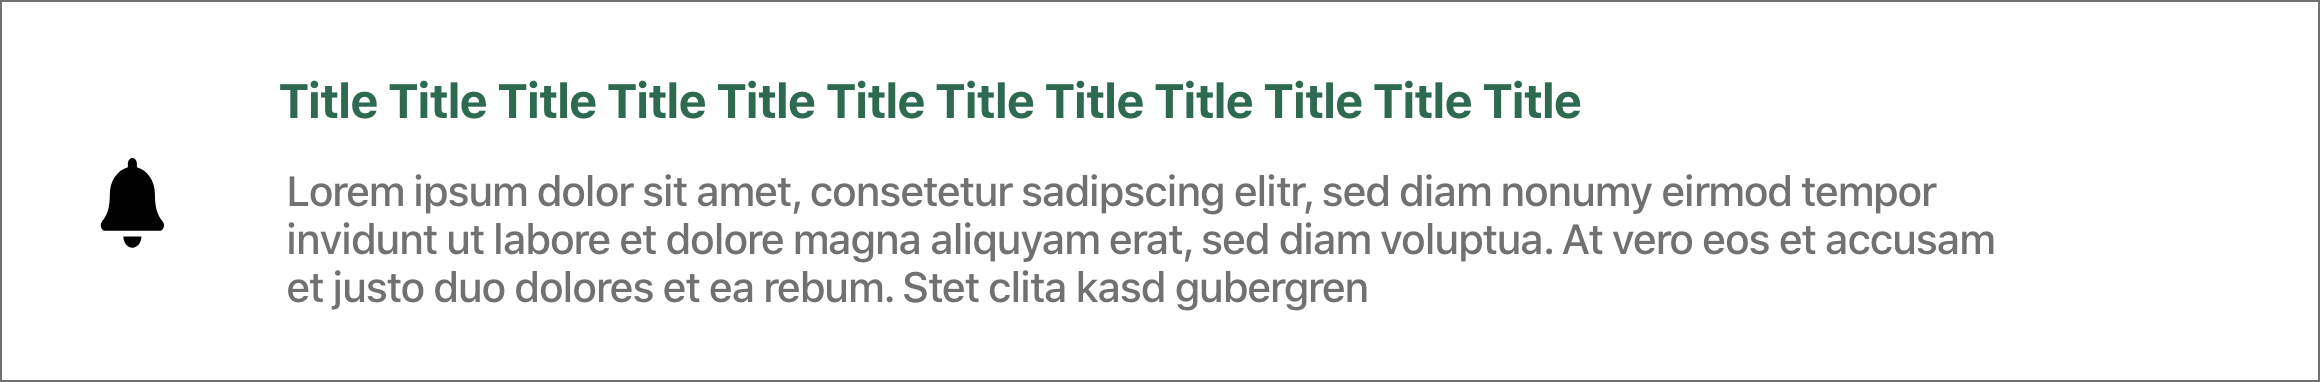 Title Title Title Title Title Title Title Title Title Title Title Title
Lorem ipsum dolor sit amet, consetetur sadipscing elitr, sed diam nonumy eirmod tempor
invidunt ut labore et dolore magna aliquyam erat, sed diam voluptua. At vero eos et accusam
et justo duo dolores et ea rebum. Stet clita kasd gubergren